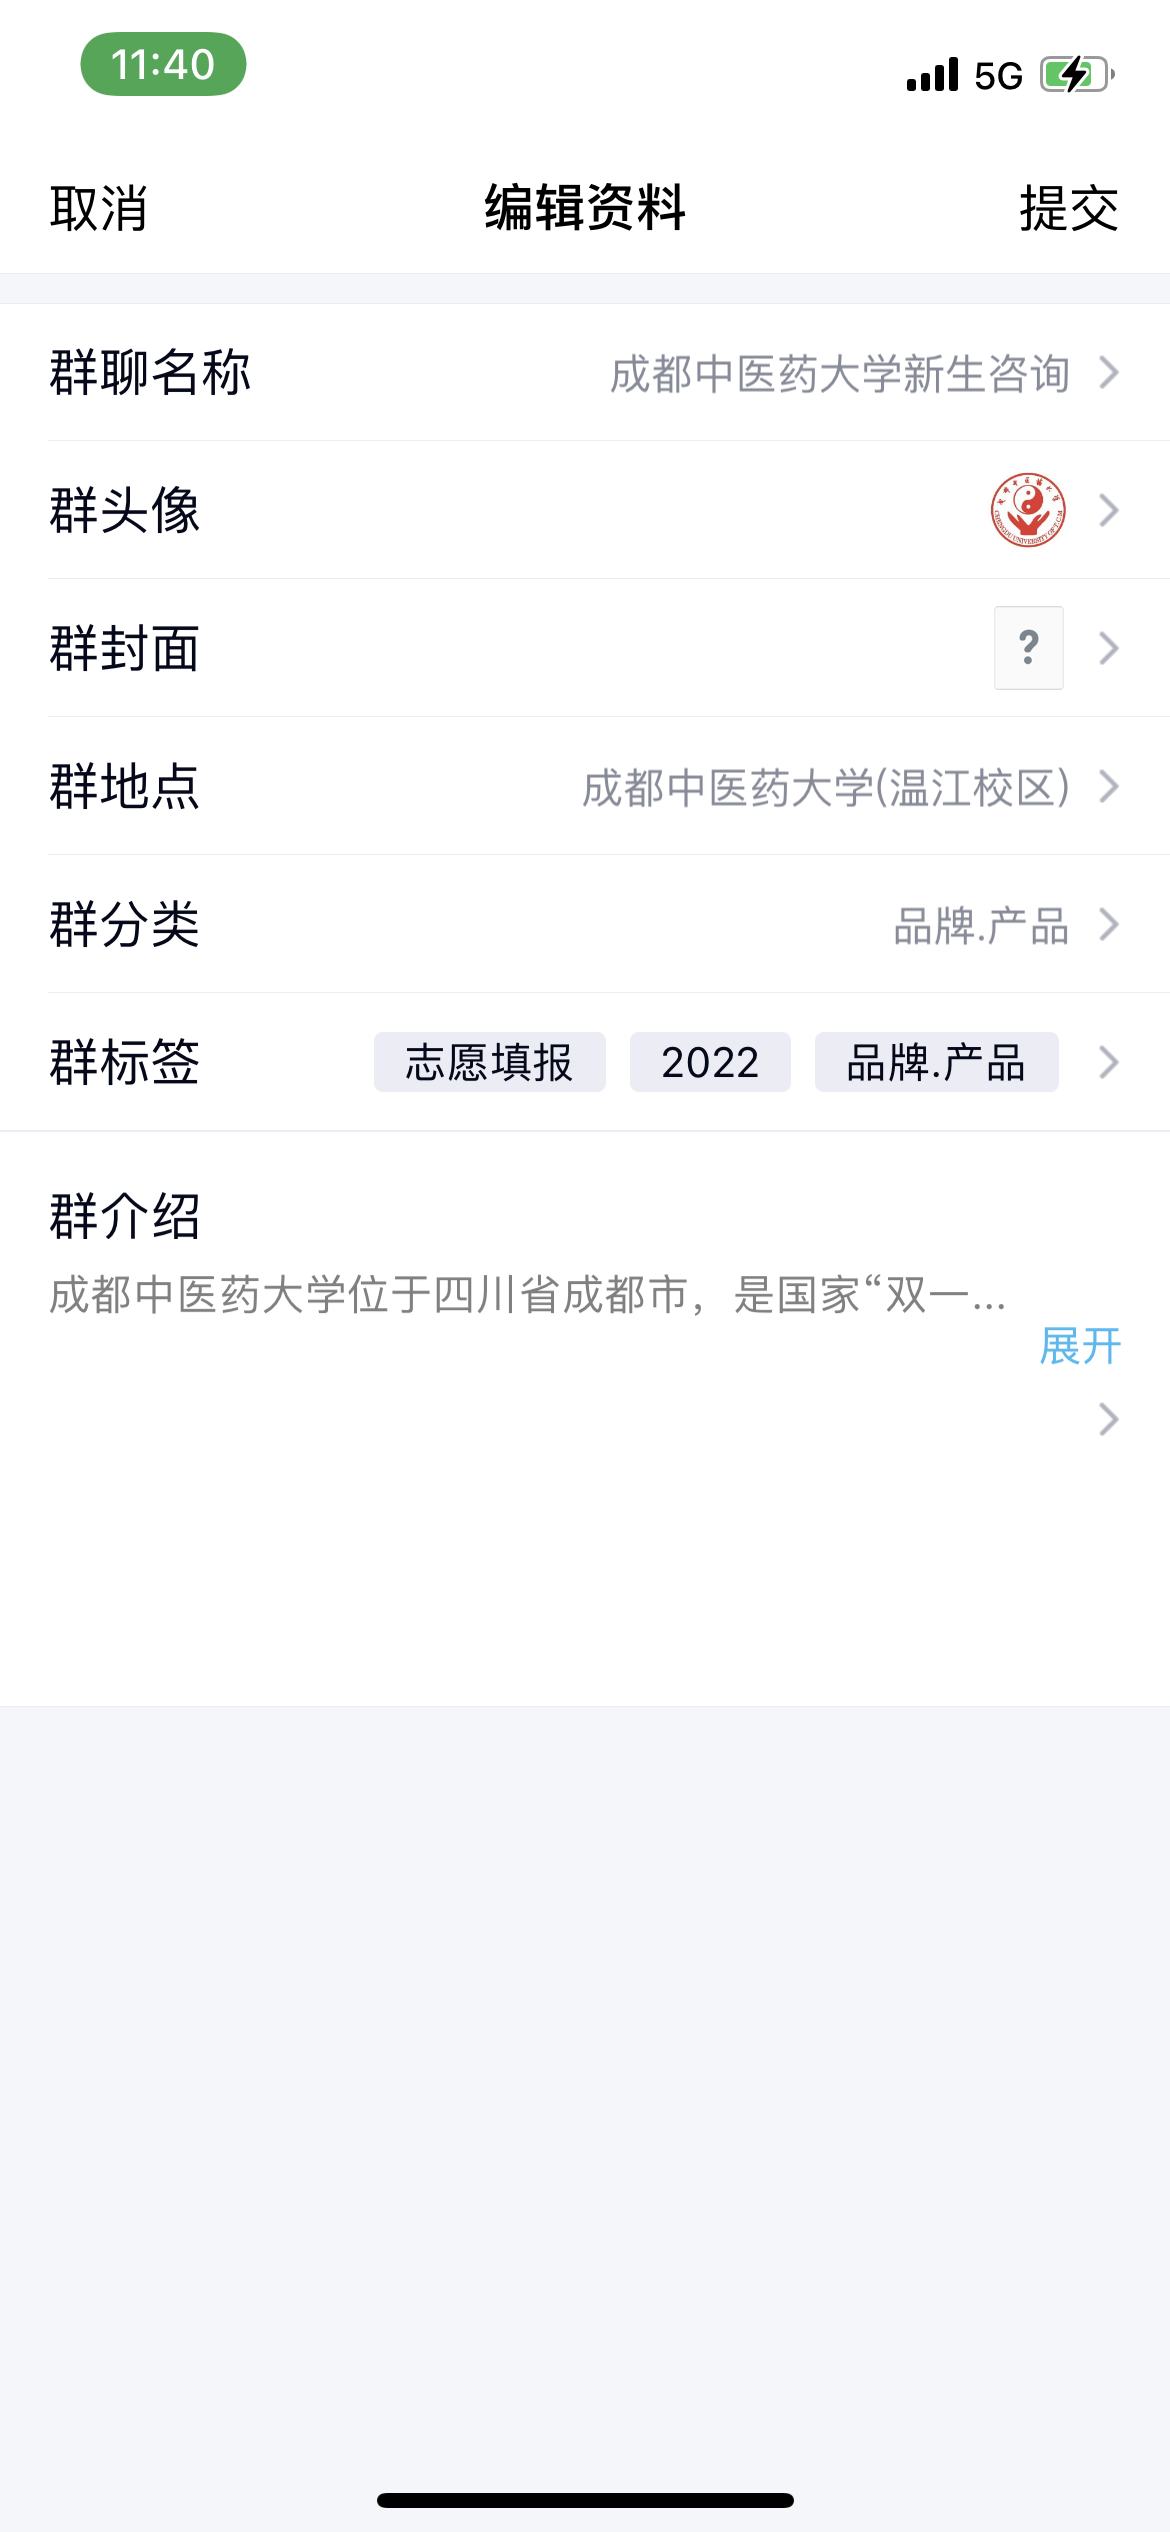 11:40
5G
取消 编辑资料 提交
群聊名称 成都中医药大学新生咨询
群头像
群封面 ?
群地点 成都中医药大学(温江校区)
群分类 品牌.产品
群标签 志愿填报 2022 品牌.产品
群介绍
成都中医药大学位于四川省成都市，是国家“双一...
展开